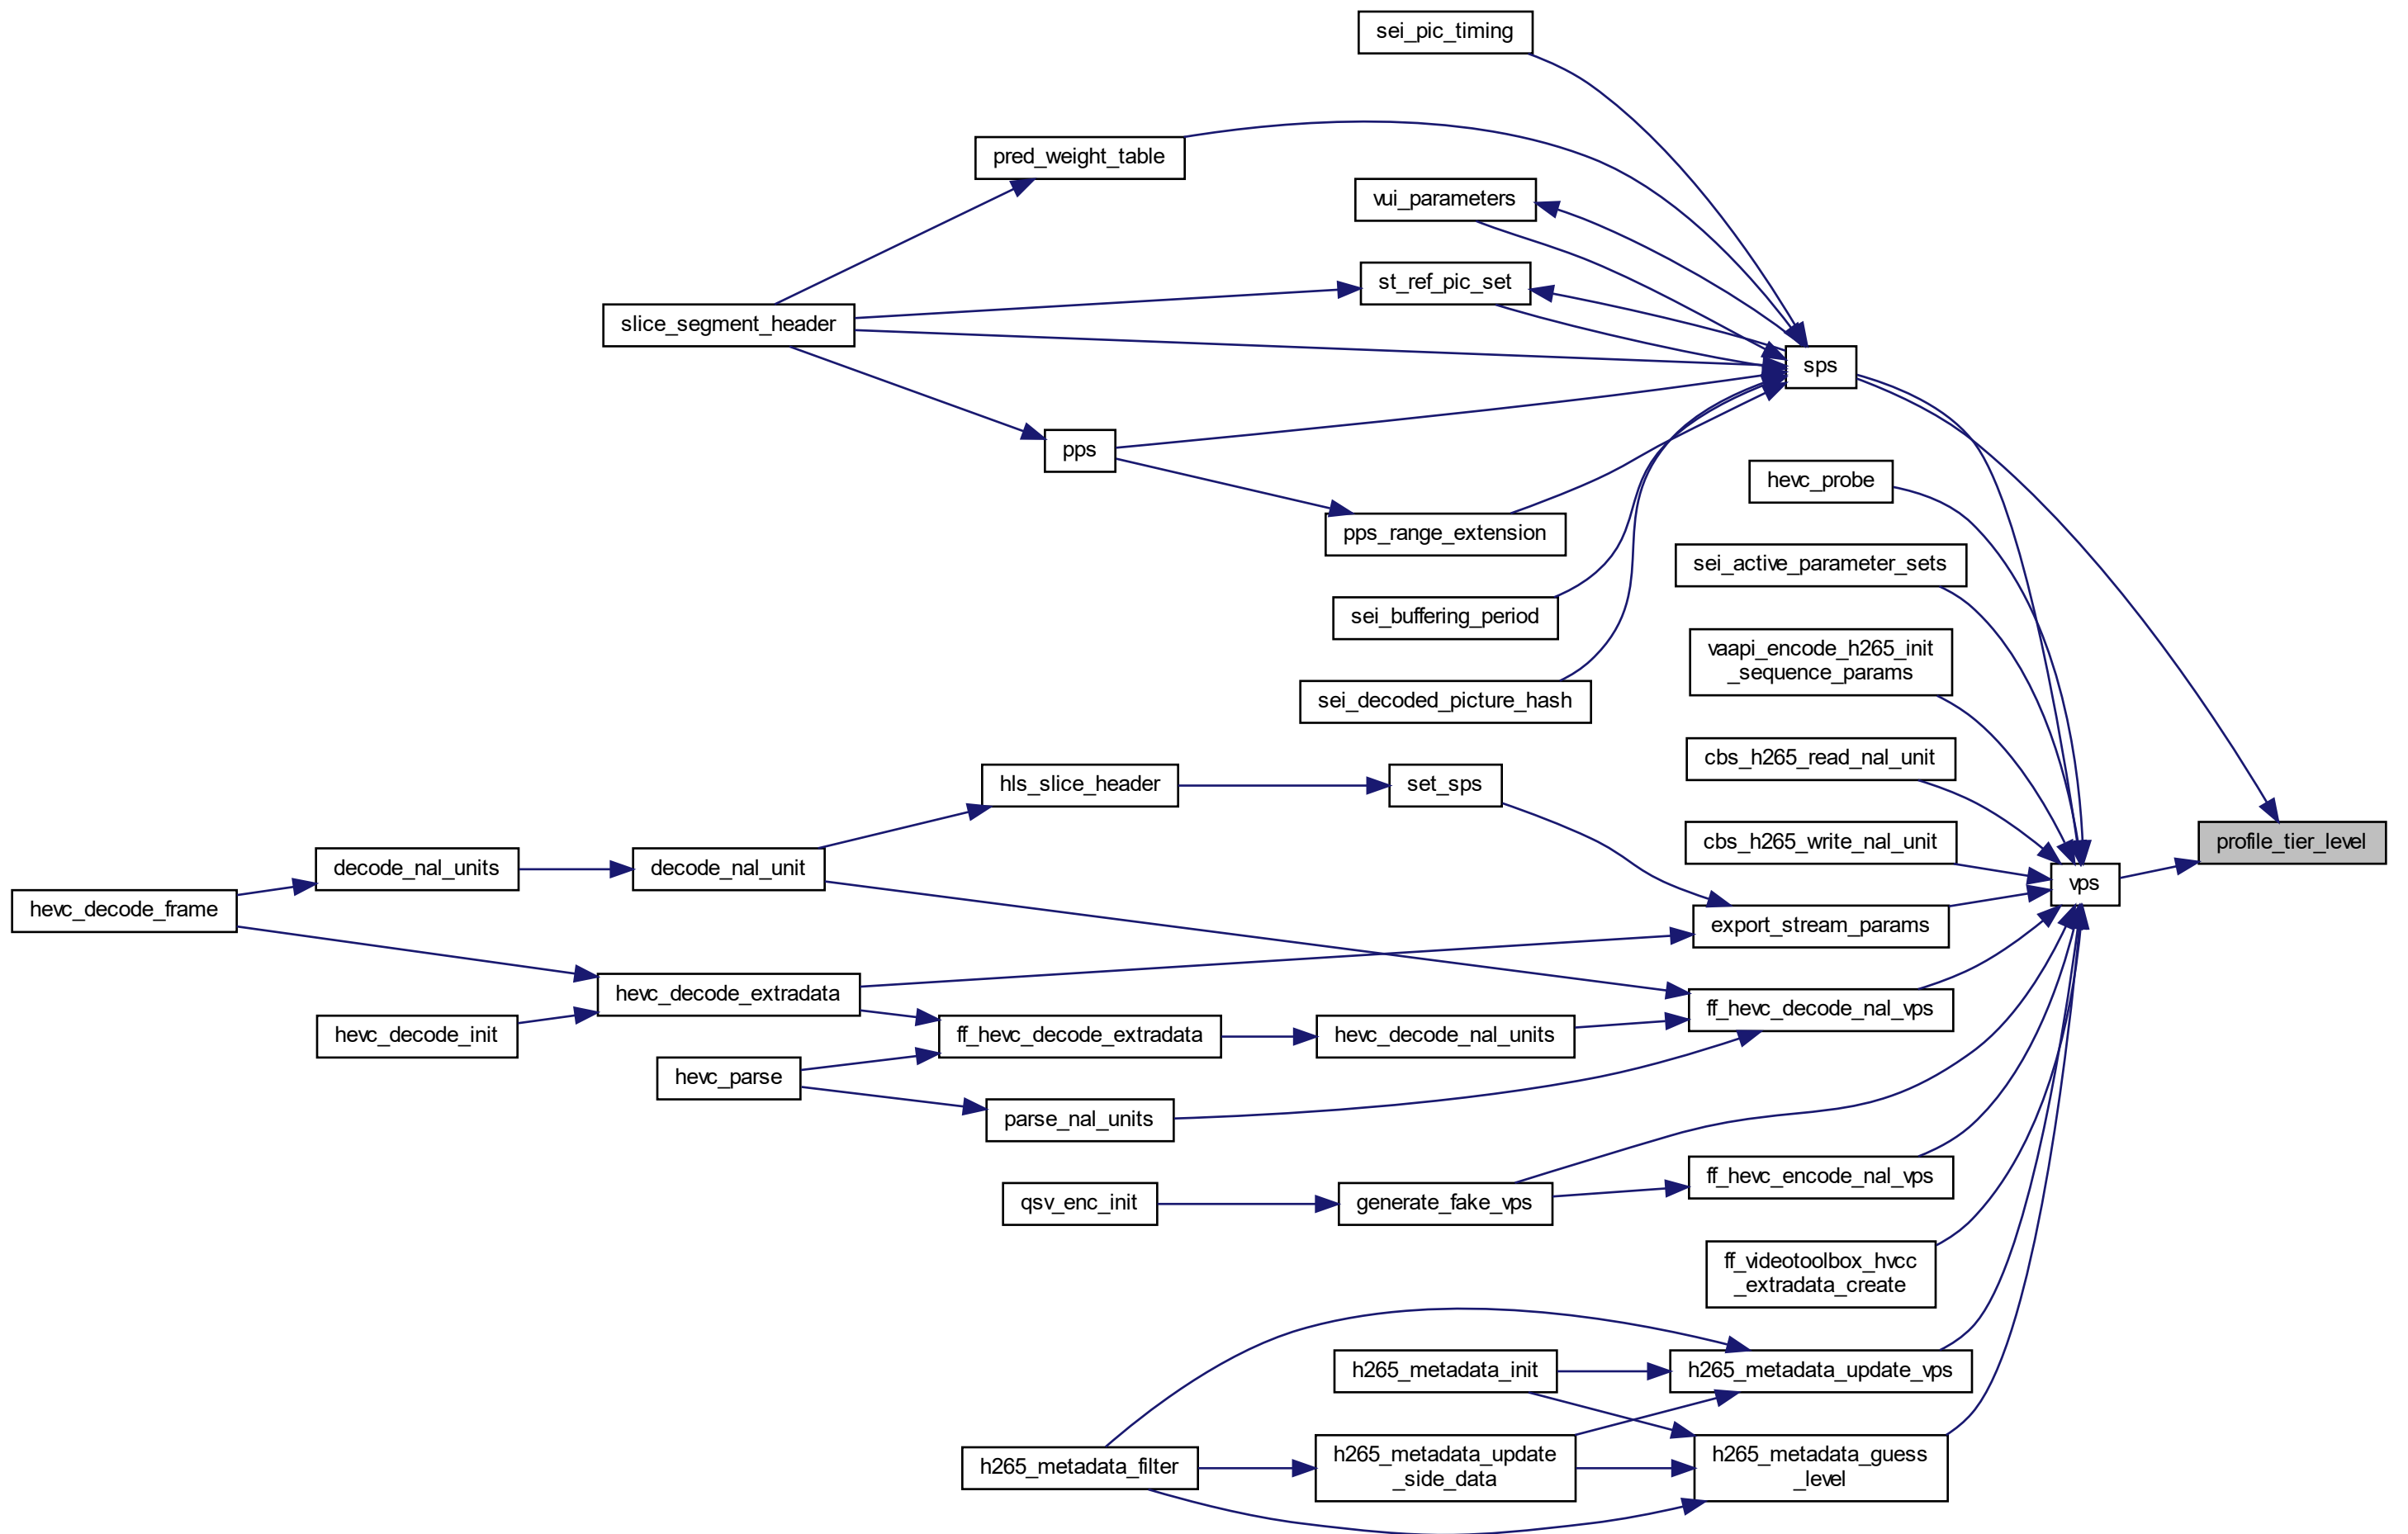 sei_pic_timing
pred_weight_table
vui_parameters
st_ref_pic_set
slice_segment_header
sps
pps
hevc_probe
pps_range_extension
sei_active_parameter_sets
sei_buffering_period
vaapi_encode_h265_init
_sequence_params
sei_decoded_picture_hash
cbs_h265_read_nal_unit
hls_slice_header
set_sps
cbs_h265_write_nal_unit
profile_tier_level
decode_nal_units
decode_nal_unit
vps
hevc_decode_frame
export_stream_params
hevc_decode_extradata
ff_hevc_decode_nal_vps
hevc_decode_init
ff_hevc_decode_extradata
hevc_decode_nal_units
hevc_parse
parse_nal_units
ff_hevc_encode_nal_vps
qsv_enc_init
generate_fake_vps
ff_videotoolbox_hvcc
_extradata_create
h265_metadata_init
h265_metadata_update_vps
h265_metadata_filter
h265_metadata_update
_side_data
h265_metadata_guess
_level